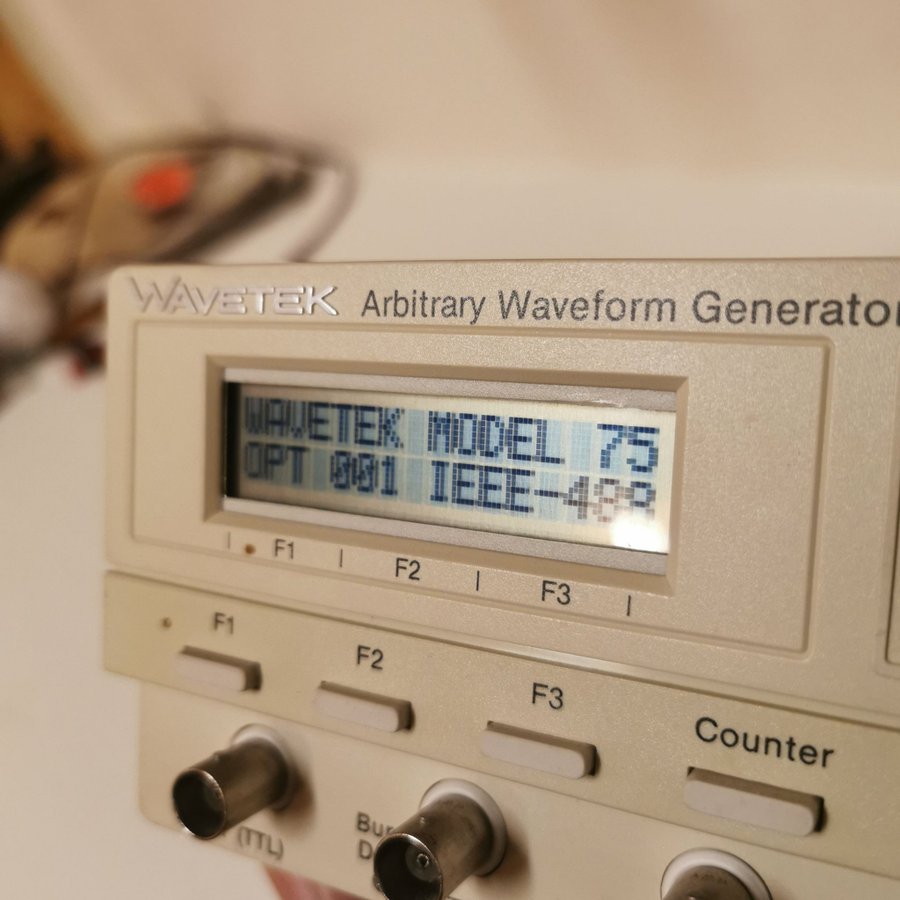 WAVETEK Arbitrary Waveform Generator
WAVETEK MODEL 75
OPT 001 IEEE-488
F1 F2 F3
F1 F2 F3 Counter
(TTL)